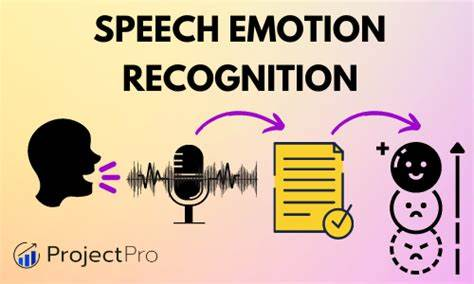 SPEECH EMOTION
RECOGNITION
+
-
ProjectPro